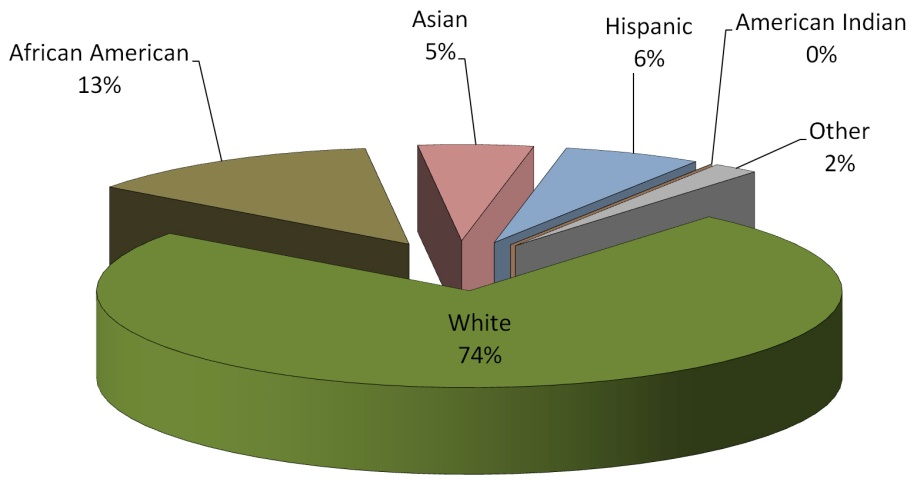 African American
13%
Asian
5%
Hispanic
6%
American Indian
0%
Other
2%
White
74%